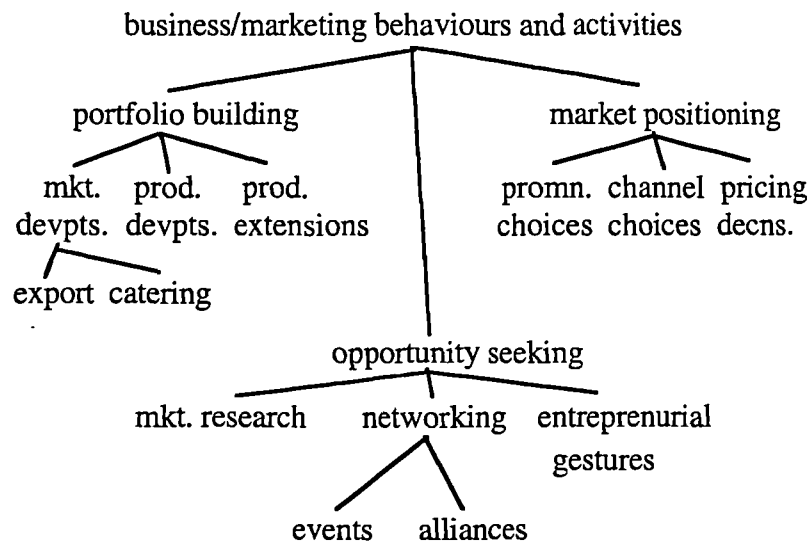 business/marketing behaviours and activities
portfolio building
market positioning
mkt. prod. prod.
devpts. devpts. extensions
promn. channel pricing
choices choices decns.
export catering
opportunity seeking
mkt. research networking entreprenurial
gestures
events alliances